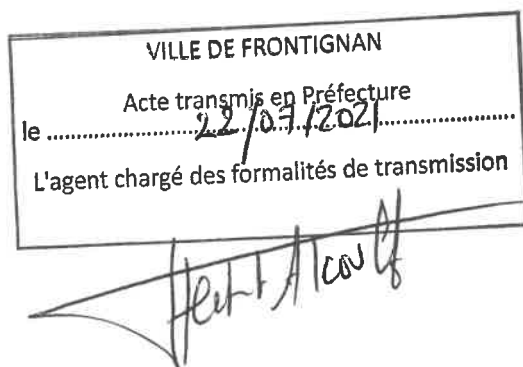 VILLE DE FRONTIGNAN
Acte transmis en Préfecture
le 22/07/2021
L'agent chargé des formalités de transmission